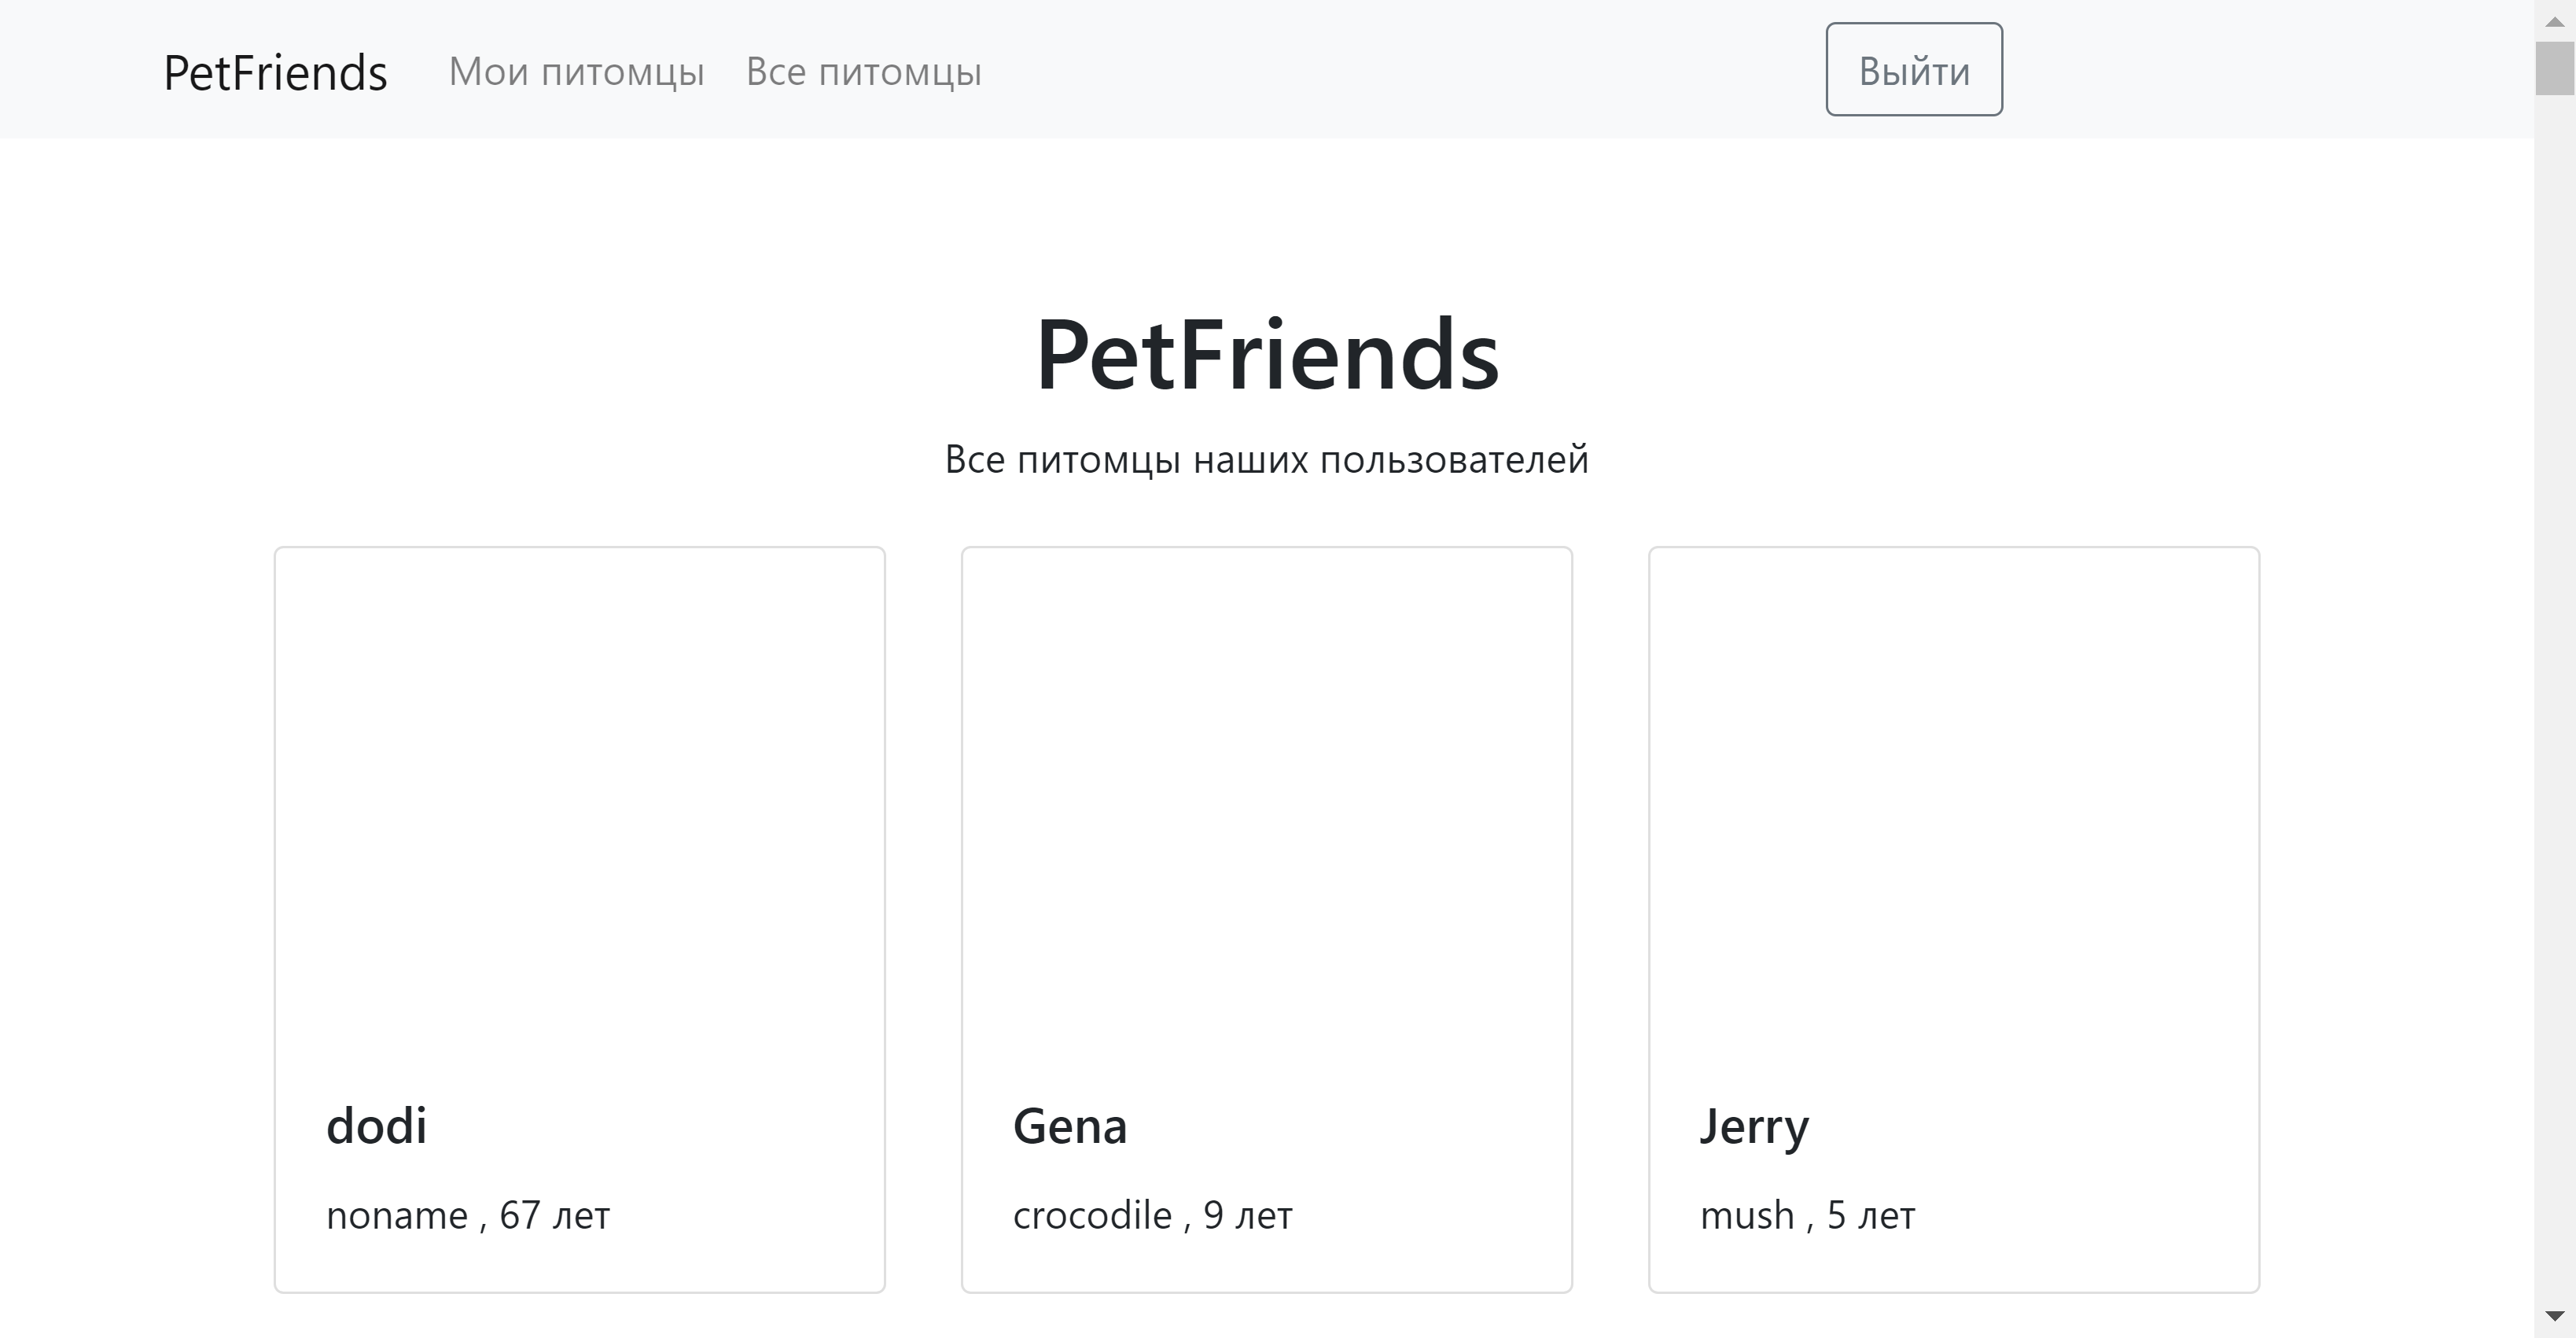 PetFriends Мои питомцы Все питомцы Выйти
PetFriends
Все питомцы наших пользователей
dodi
noname , 67 лет
Gena
crocodile , 9 лет
Jerry
mush , 5 лет